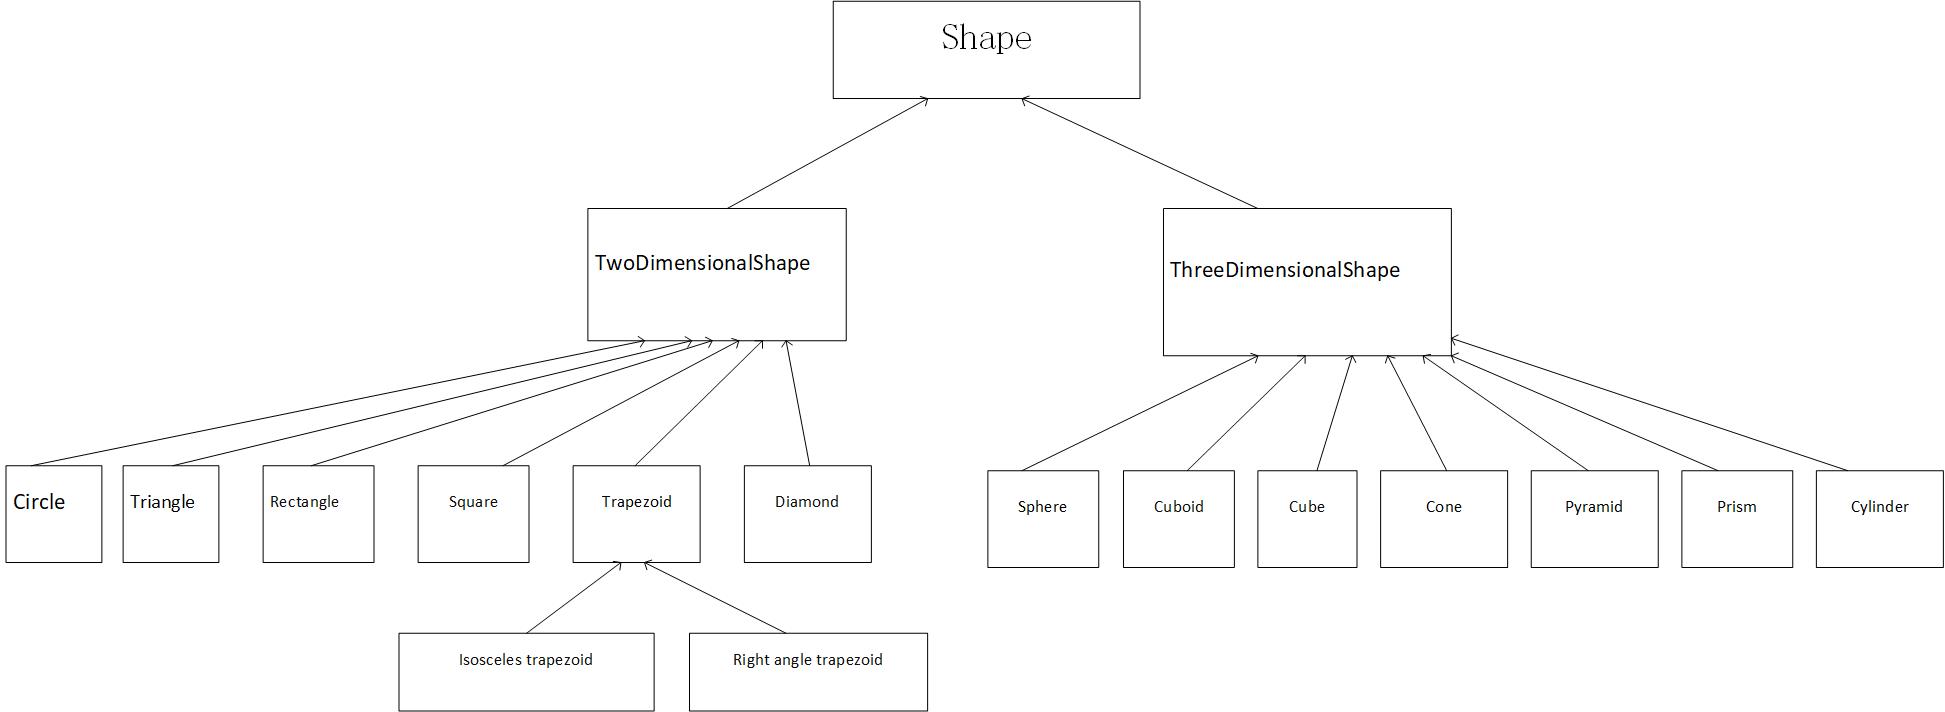 Shape
TwoDimensionalShape
ThreeDimensionalShape
Circle
Triangle
Rectangle
Square
Trapezoid
Diamond
Sphere
Cuboid
Cube
Cone
Pyramid
Prism
Cylinder
Isosceles trapezoid
Right angle trapezoid